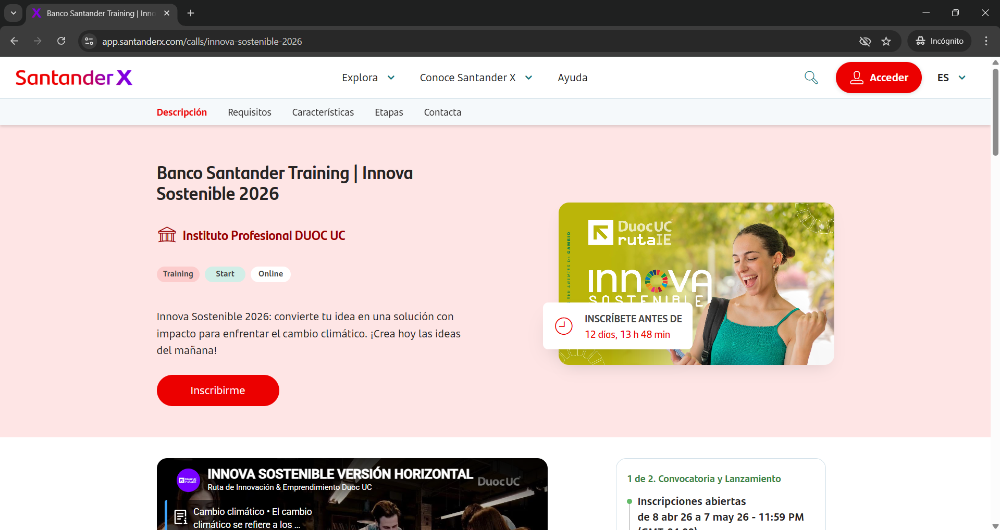 Banco Santander Training | Inno
app.santanderx.com/calls/innova-sostenible-2026
Incógnito
Santander X
Explora
Conoce Santander X
Ayuda
Acceder
ES
Descripción
Requisitos
Características
Etapas
Contacta
Banco Santander Training | Innova
Sostenible 2026
Instituto Profesional DUOC UC
Training
Start
Online
Innova Sostenible 2026: convierte tu idea en una solución con
impacto para enfrentar el cambio climático. ¡Crea hoy las ideas
del mañana!
Inscribirme
DuocUC
rutaIE
SER AGENTES DE CAMBIO
INNOVA
SOSTENIBLE
INSCRÍBETE ANTES DE
12 días, 13 h 48 min
DuocUC
rutaIE
INNOVA SOSTENIBLE VERSIÓN HORIZONTAL
Ruta de Innovación & Emprendimiento Duoc UC
DuocUC
Cambio climático • El cambio
climático se refiere a los ...
1 de 2. Convocatoria y Lanzamiento
Inscripciones abiertas
de 8 abr 26 a 7 may 26 - 11:59 PM